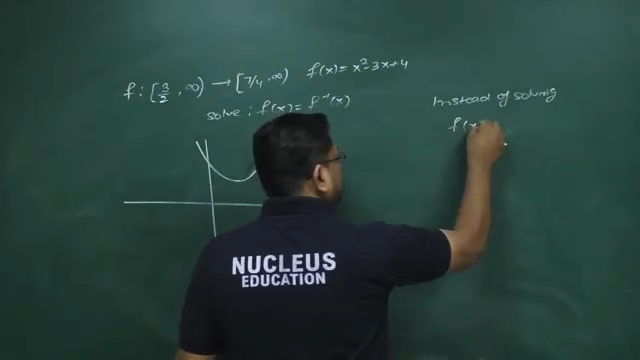 f : [3/2, ∞) → [7/4, ∞) f(x) = x²-3x+4
solve : f(x) = f⁻¹(x)
Instead of solving
f(x
NUCLEUS
EDUCATION